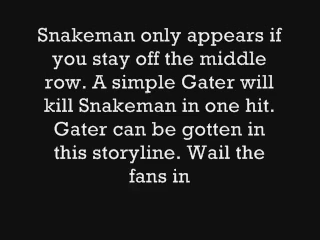 Snakeman only appears if
you stay off the middle
row. A simple Gater will
kill Snakeman in one hit.
Gater can be gotten in
this storyline. Wail the
fans in